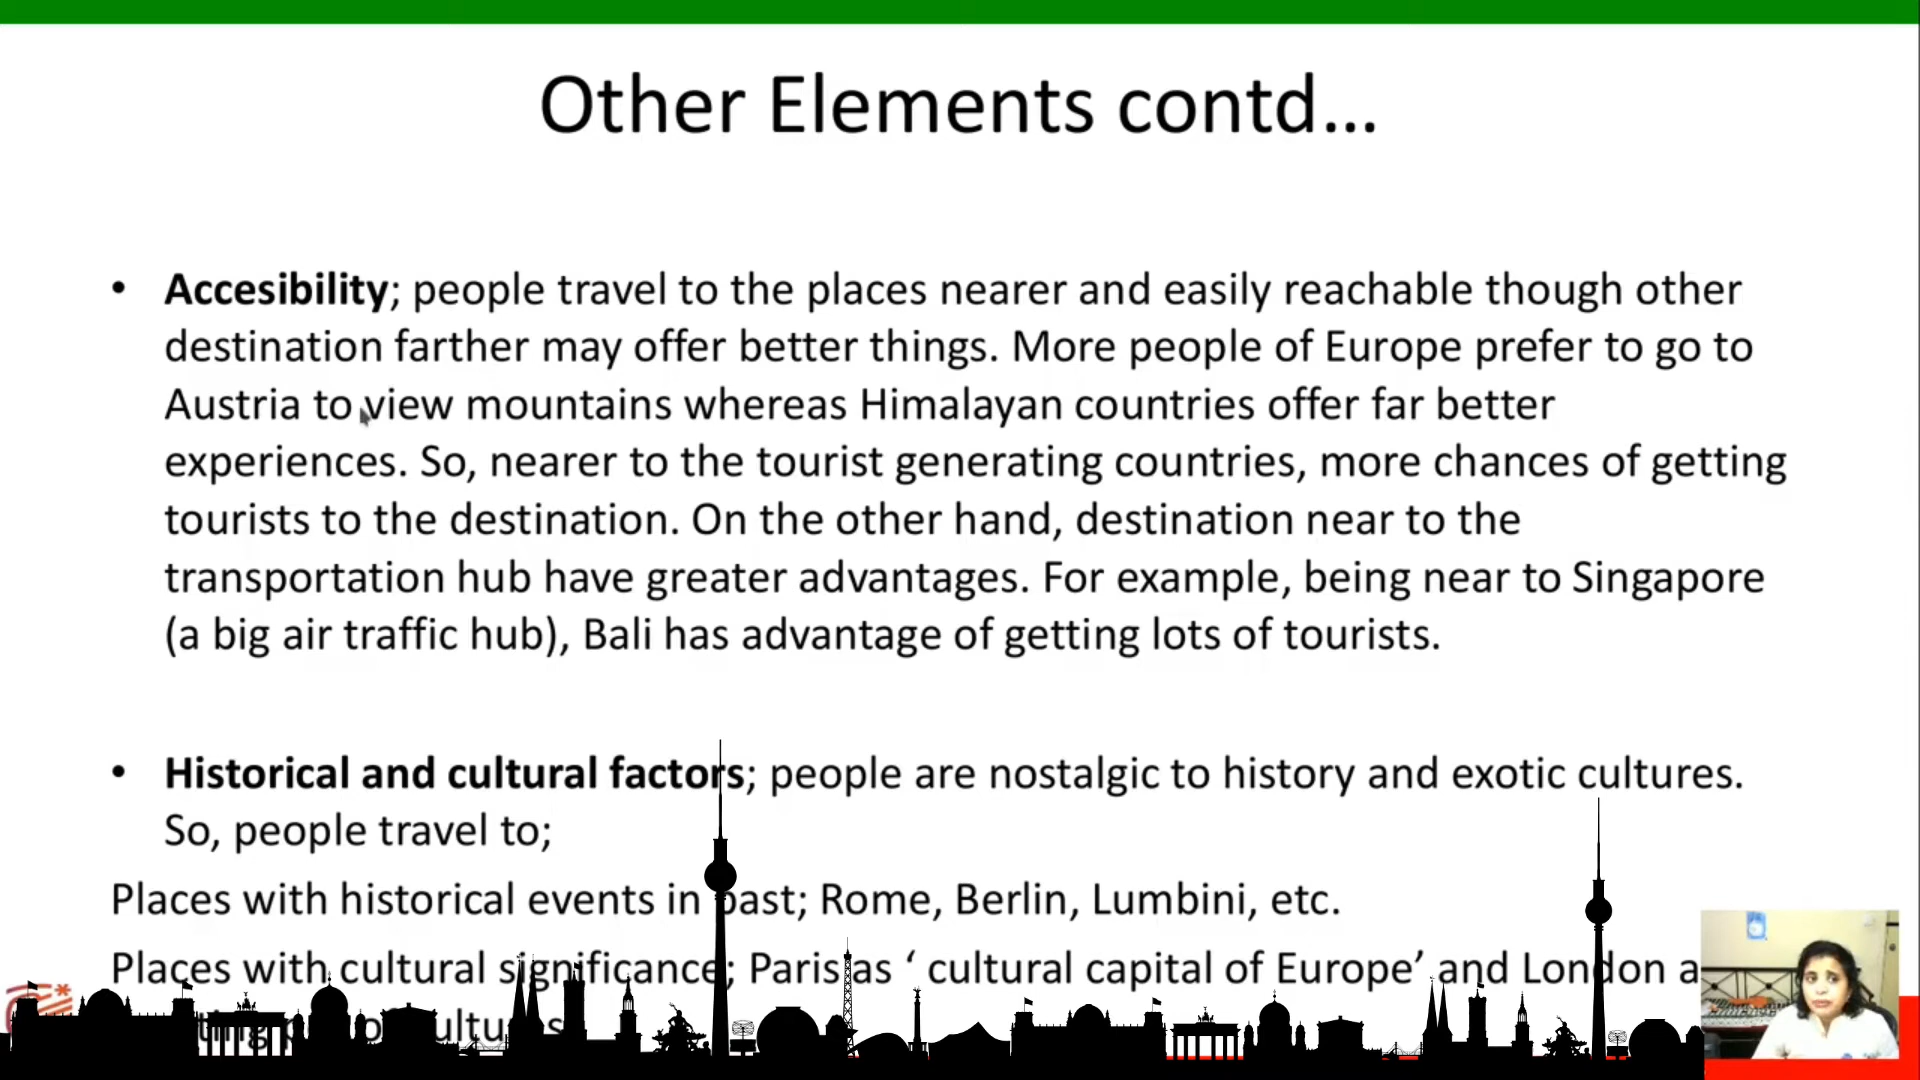 Other Elements contd...
• Accesibility; people travel to the places nearer and easily reachable though other
destination farther may offer better things. More people of Europe prefer to go to
Austria to view mountains whereas Himalayan countries offer far better
experiences. So, nearer to the tourist generating countries, more chances of getting
tourists to the destination. On the other hand, destination near to the
transportation hub have greater advantages. For example, being near to Singapore
(a big air traffic hub), Bali has advantage of getting lots of tourists.
• Historical and cultural factors; people are nostalgic to history and exotic cultures.
So, people travel to;
Places with historical events in past; Rome, Berlin, Lumbini, etc.
Places with cultural significance; Paris as ‘ cultural capital of Europe’ and London